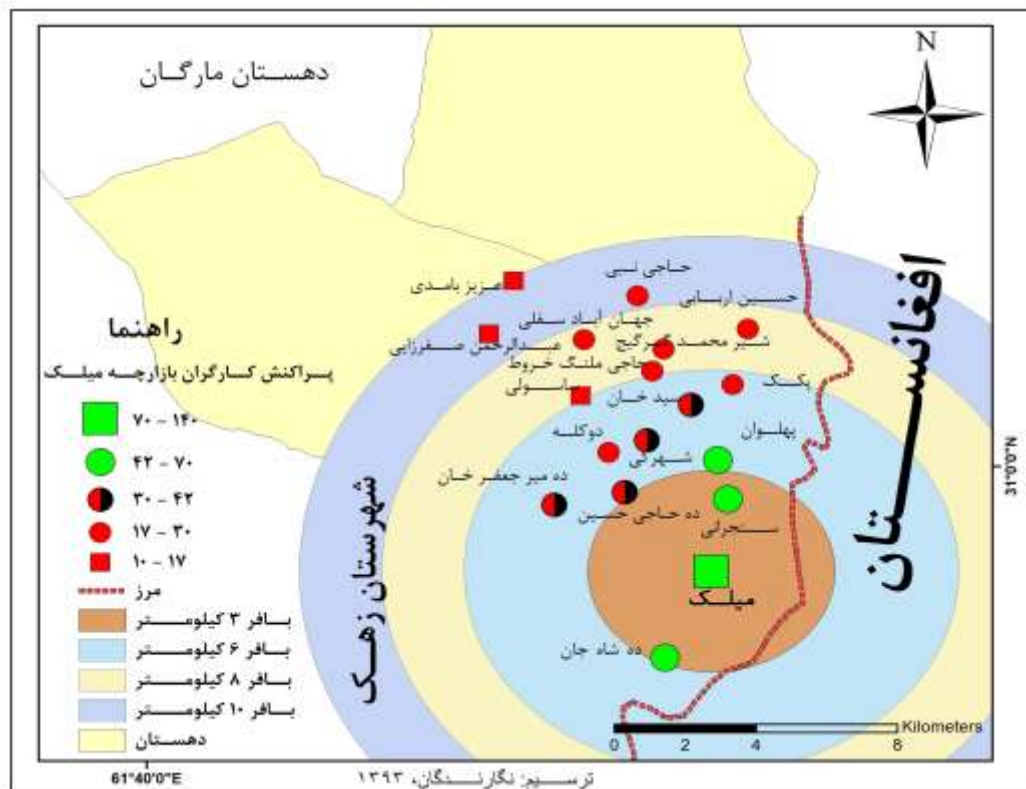 دهستان مارگان
N
افغانستان
حاجی نبی
عزیز بامدی
حسین اربابی
جهان آباد سفلی
شیر محمد گرگیج
عبدالرحمن صفرزایی
حاجی ملنگ خروط
پکک
سید خان
پهلوان
دوکله
شهرکی
ده میر جعفر خان
ده حاجی حسین
سنجرانی
میلک
ده شاه جان
شهرستان زهک
راهنما
پراکنش کارگران بازارچه میلک
۷۰ - ۱۴۰
۴۲ - ۷۰
۳۰ - ۴۲
۱۷ - ۳۰
۱۰ - ۱۷
مرز
بافر ۳ کیلومتر
بافر ۶ کیلومتر
بافر ۸ کیلومتر
بافر ۱۰ کیلومتر
دهستان
31°0'0"N
Kilometers
0 2 4 8
61°40'0"E
ترسیم: نگارندگان، ۱۳۹۳